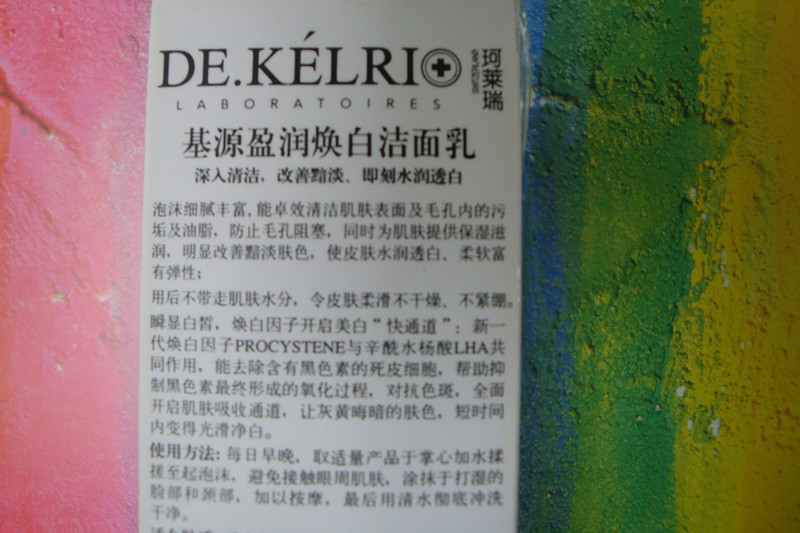 DE.KÉLRI
珂莱瑞
LABORATOIRES
基源盈润焕白洁面乳
深入清洁，改善黯淡、即刻水润透白
泡沫细腻丰富、能卓效清洁肌肤表面及毛孔内的污
垢及油脂，防止毛孔阻塞，同时为肌肤提供保湿滋
润，明显改善黯淡肤色，使皮肤水润透白、柔软富
有弹性；
用后不带走肌肤水分，令皮肤柔滑不干燥、不紧绷。
瞬显白皙，焕白因子开启美白“快通道”：新一
代焕白因子PROCYSTENE与辛酰水杨酸LHA共
同作用，能去除含有黑色素的死皮细胞，帮助抑
制黑色素最终形成的氧化过程，对抗色斑，全面
开启肌肤吸收通道，让灰黄晦暗的肤色，短时间
内变得光滑净白。
使用方法：每日早晚，取适量产品于掌心加水揉
搓至起泡沫，避免接触眼周肌肤，涂抹于打湿的
脸部和颈部，加以按摩，最后用清水彻底冲洗
干净。